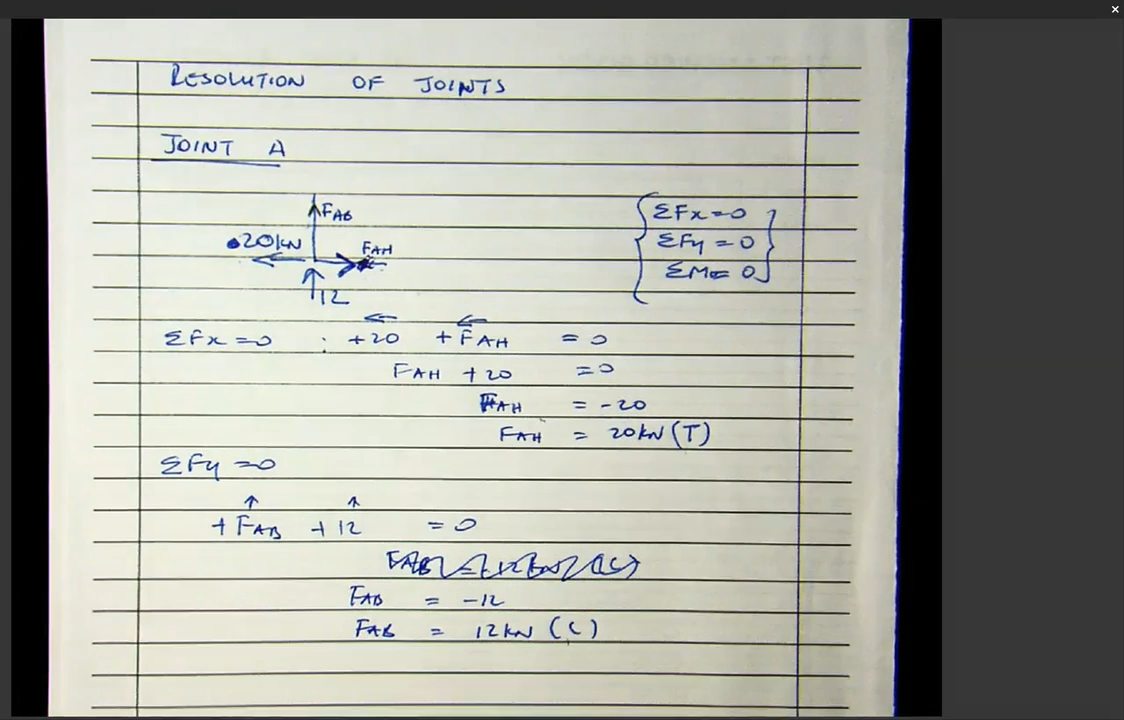 RESOLUTION OF JOINTS
JOINT A
FAB
20kN FAH
12
ΣFx=0
ΣFy=0
ΣM=0
ΣFx=0 : +20 +FAH =0
FAH +20 =0
FAH = -20
FAH = 20kN (T)
ΣFy=0
+FAB +12 =0
FAB = -12
FAB = 12kN (C)